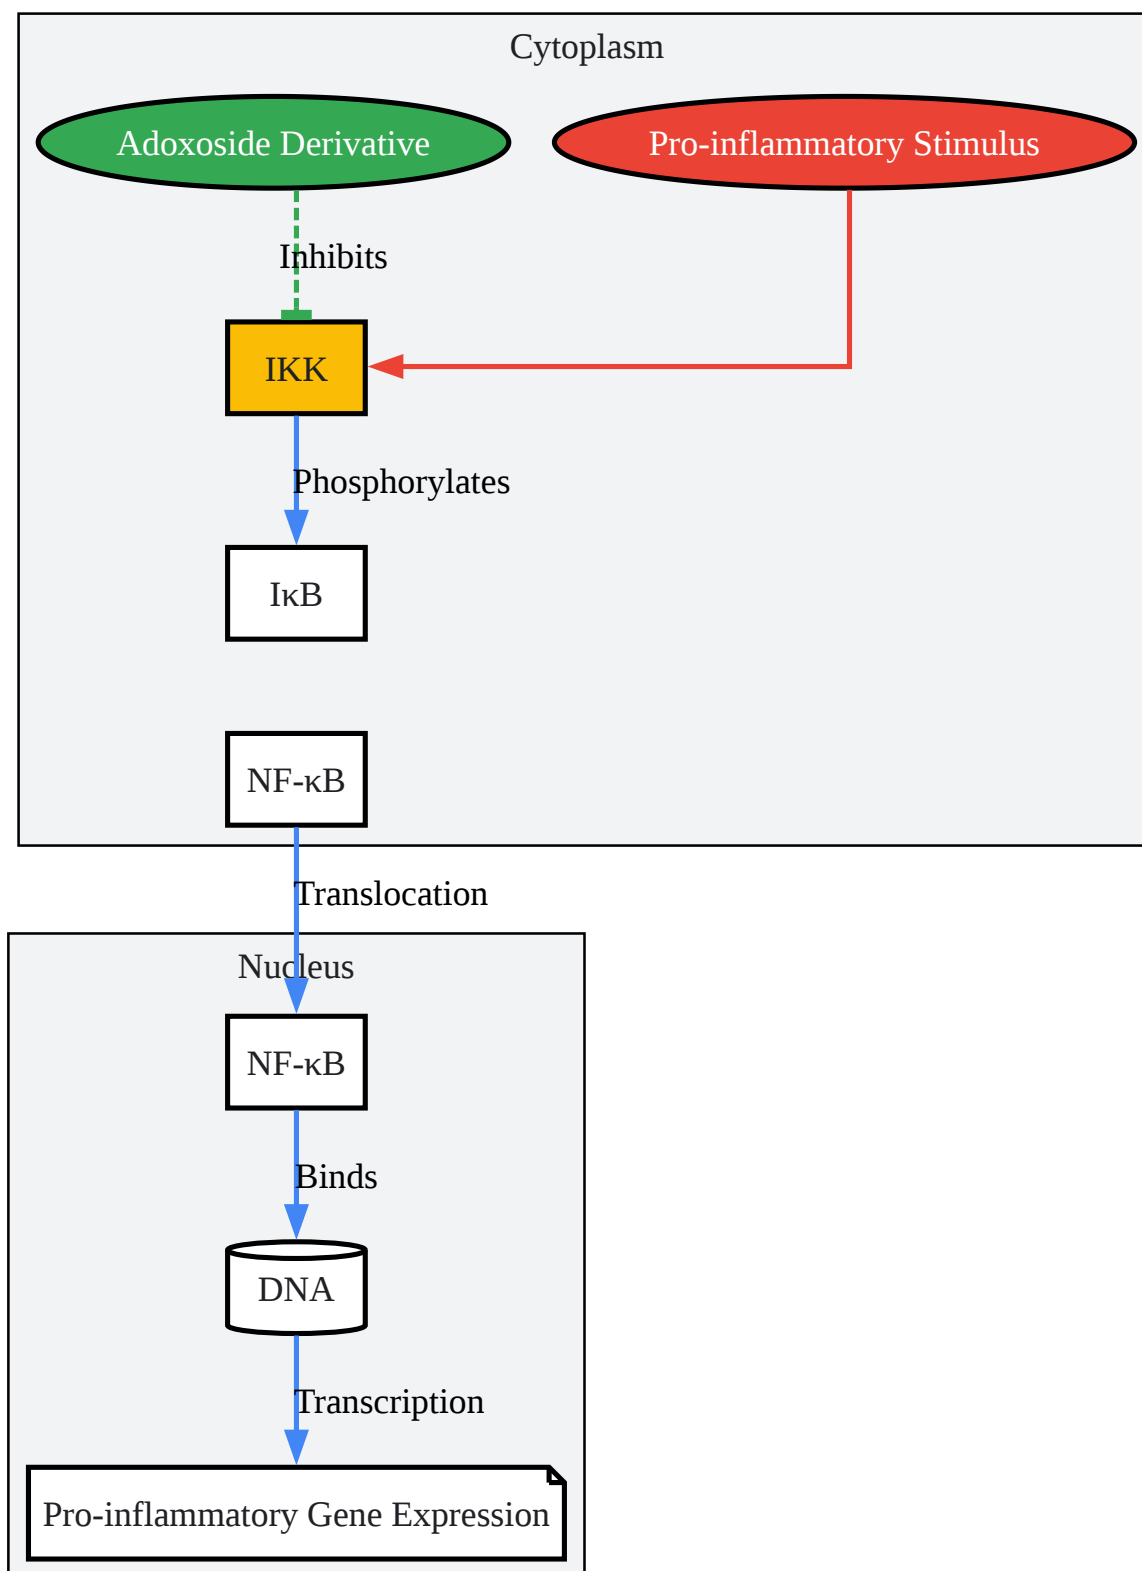 Cytoplasm
Adoxoside Derivative
Pro-inflammatory Stimulus
Inhibits
IKK
Phosphorylates
IκB
NF-κB
Translocation
Nucleus
NF-κB
Binds
DNA
Transcription
Pro-inflammatory Gene Expression